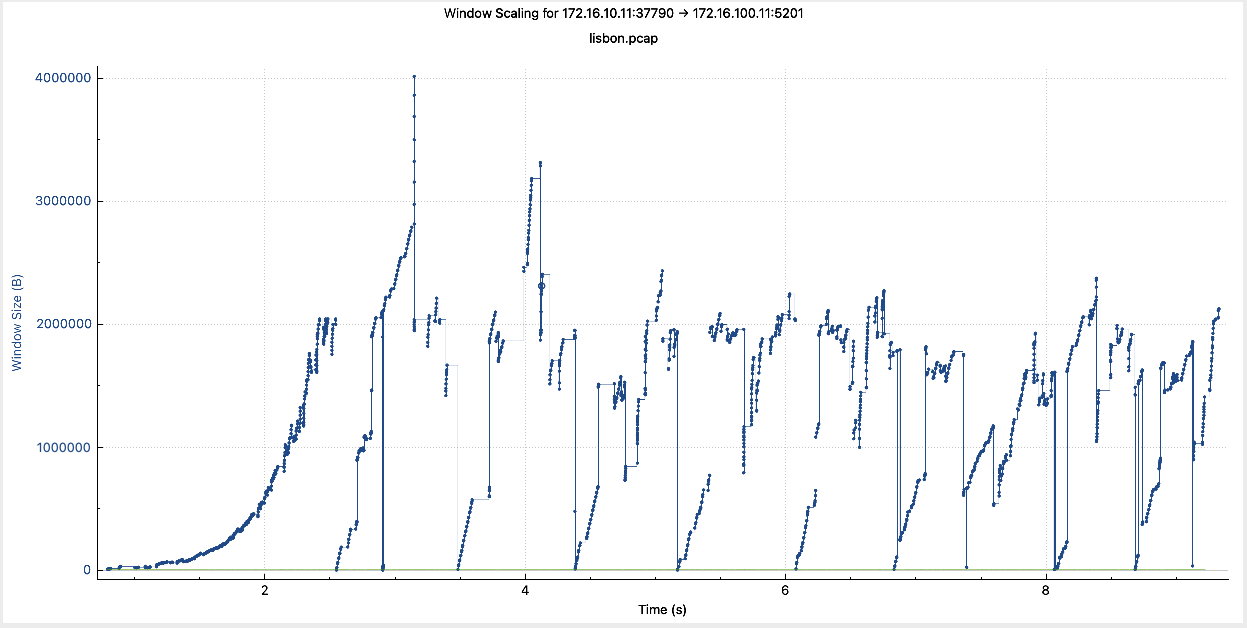 Window Scaling for 172.16.10.11:37790 → 172.16.100.11:5201
lisbon.pcap
4000000
3000000
2000000
1000000
0
Window Size (B)
2
4
6
8
Time (s)